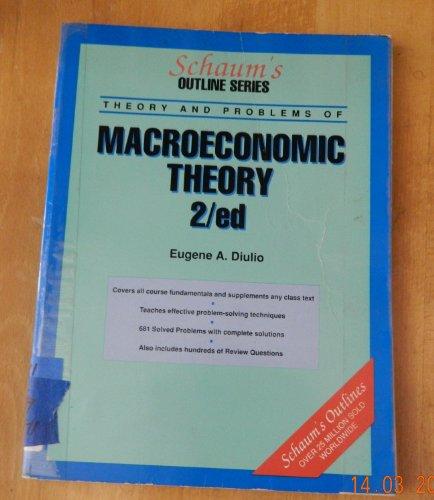 Schaum's
OUTLINE SERIES
THEORY AND PROBLEMS OF
MACROECONOMIC
THEORY
2/ed
Eugene A. Diulio
Covers all course fundamentals and supplements any class text
Teaches effective problem-solving techniques
681 Solved Problems with complete solutions
Also includes hundreds of Review Questions
Schaum's Outlines
OVER 25 MILLION SOLD
WORLDWIDE
14.03.20